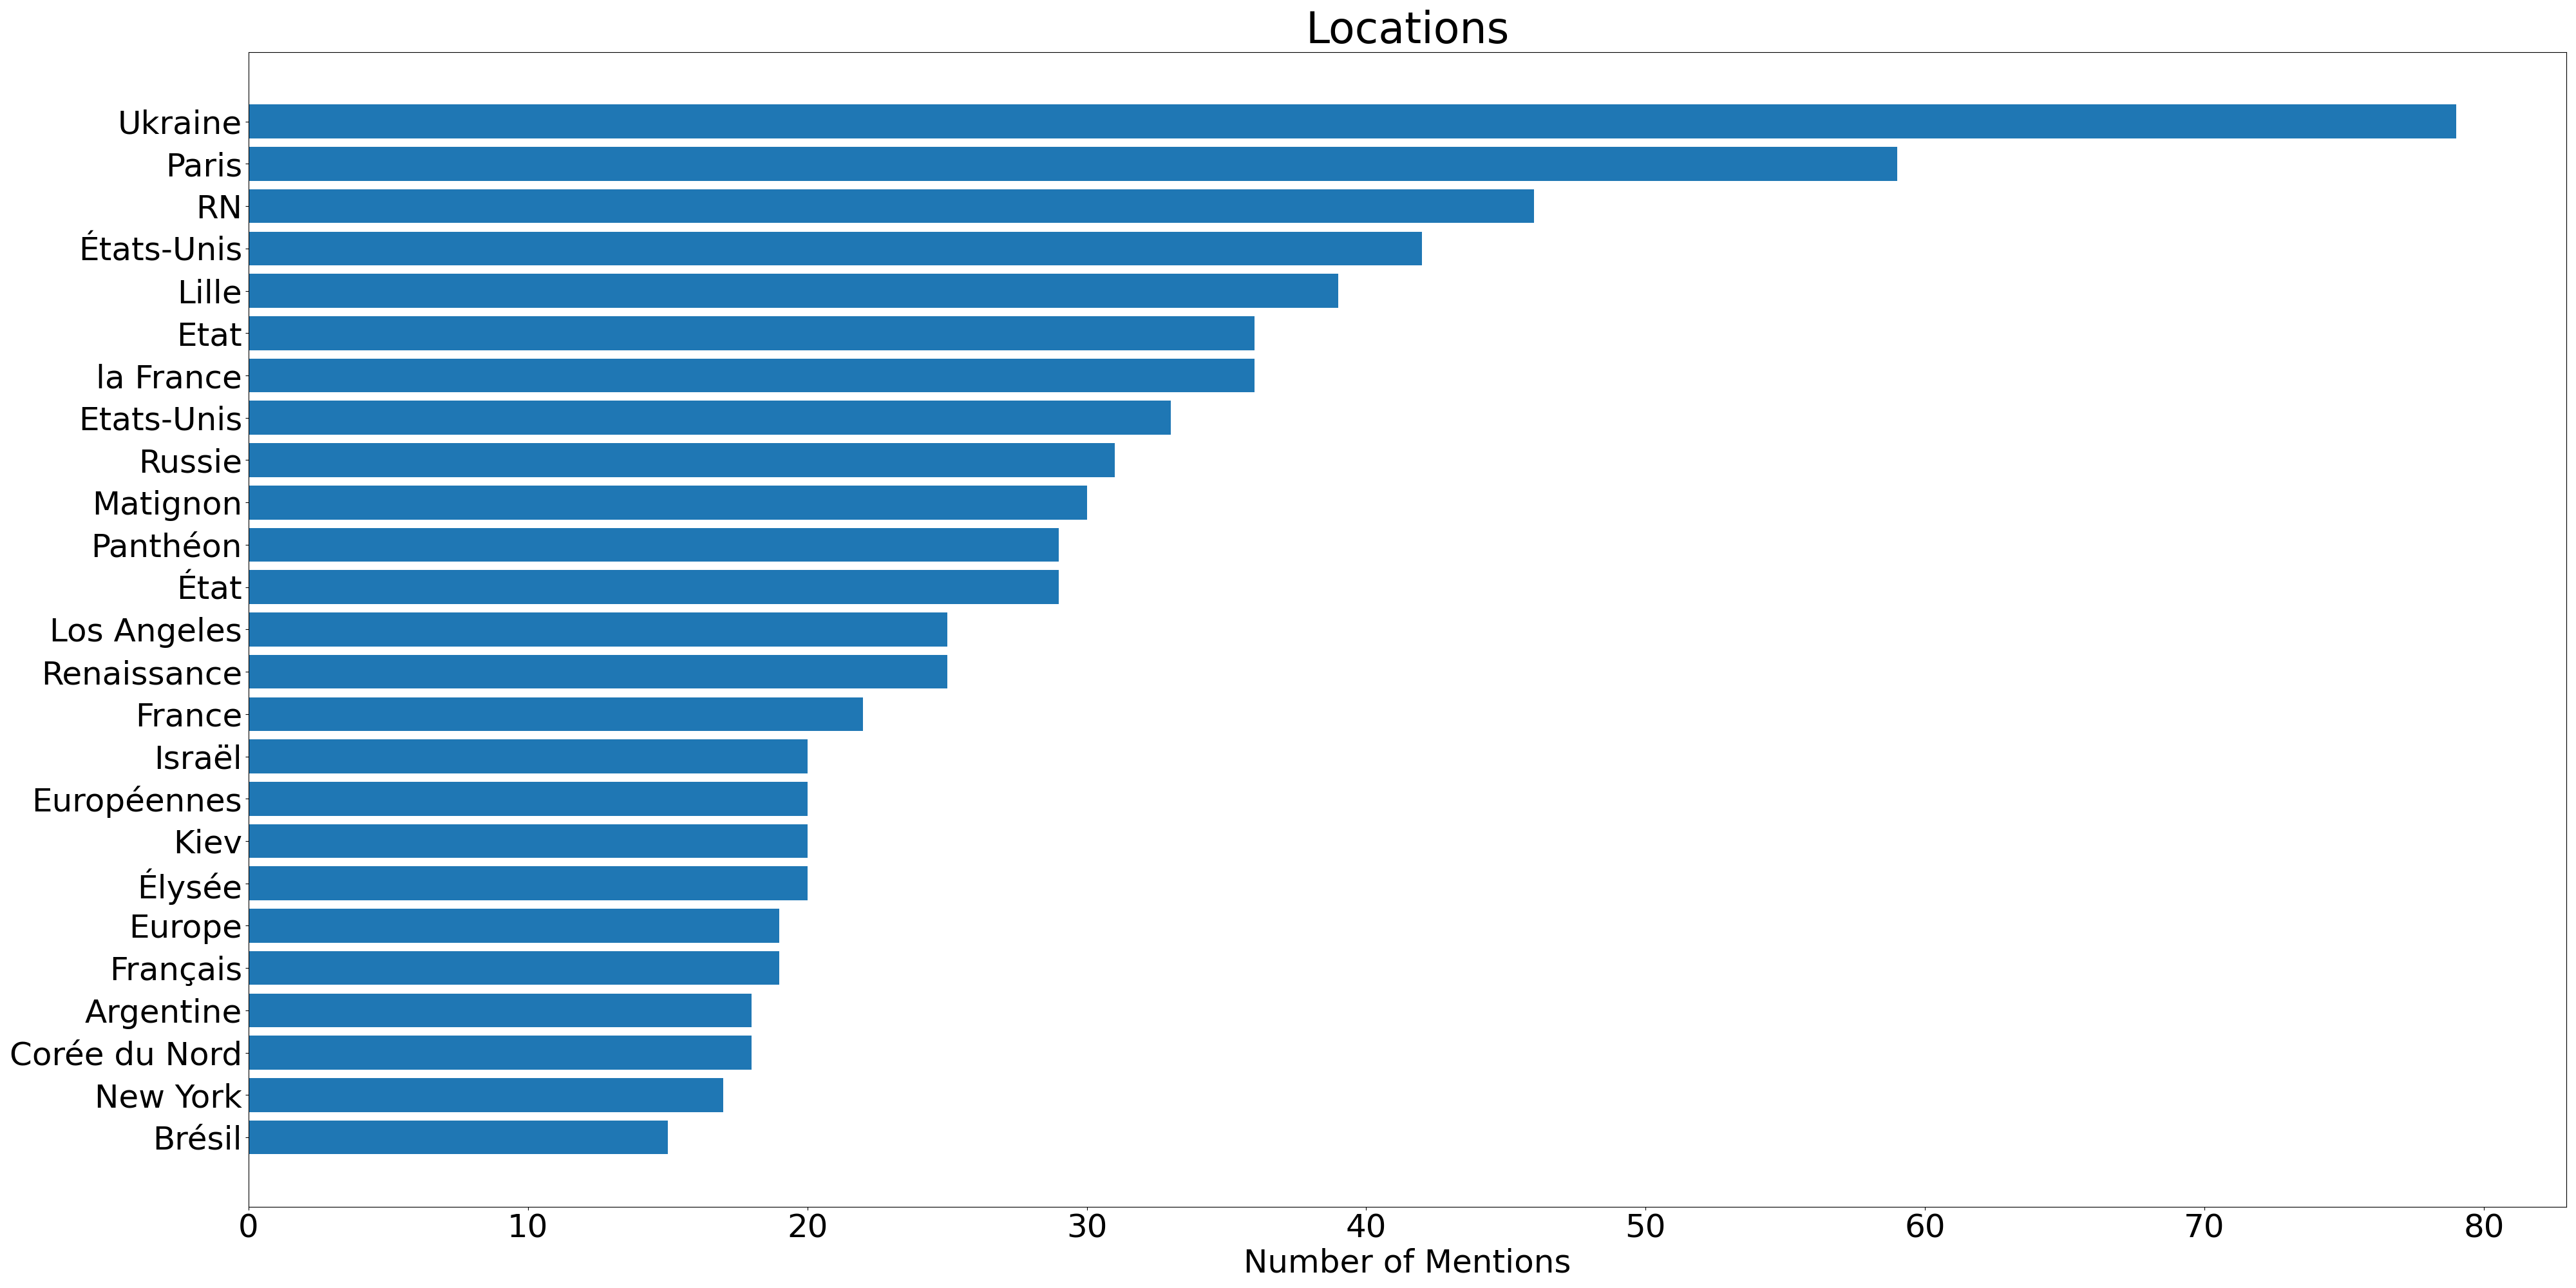 Locations
Ukraine
Paris
RN
États-Unis
Lille
Etat
la France
Etats-Unis
Russie
Matignon
Panthéon
État
Los Angeles
Renaissance
France
Israël
Européennes
Kiev
Élysée
Europe
Français
Argentine
Corée du Nord
New York
Brésil
0 10 20 30 40 50 60 70 80
Number of Mentions